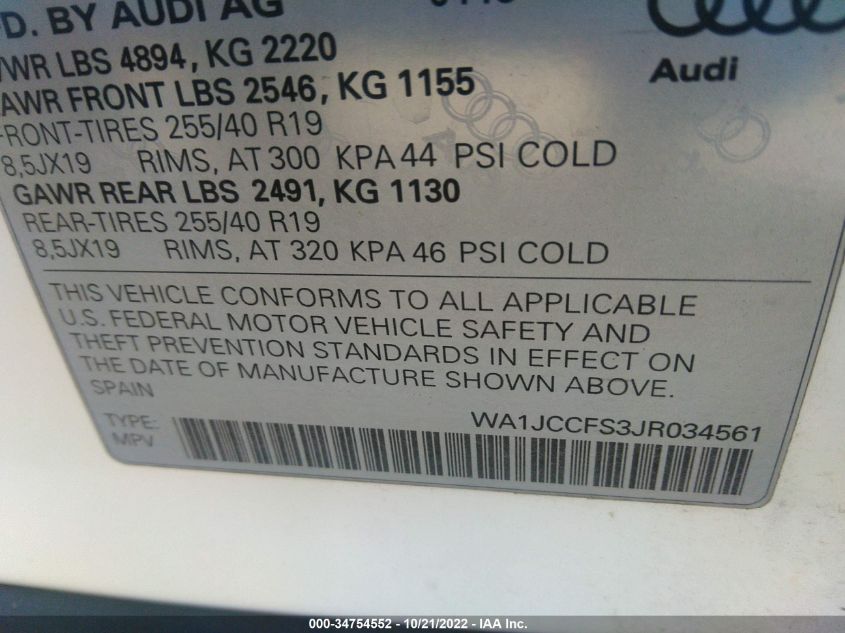 BY AUDI AG
Audi
LBS 4894, KG 2220
AWR FRONT LBS 2546, KG 1155
FRONT-TIRES 255/40 R19
8,5JX19 RIMS, AT 300 KPA 44 PSI COLD
GAWR REAR LBS 2491, KG 1130
REAR-TIRES 255/40 R19
8,5JX19 RIMS, AT 320 KPA 46 PSI COLD
THIS VEHICLE CONFORMS TO ALL APPLICABLE
U.S. FEDERAL MOTOR VEHICLE SAFETY AND
THEFT PREVENTION STANDARDS IN EFFECT ON
THE DATE OF MANUFACTURE SHOWN ABOVE.
SPAIN
WA1JCCFS3JR034561
TYPE:
MPV
000-34754552 - 10/21/2022 - IAA Inc.